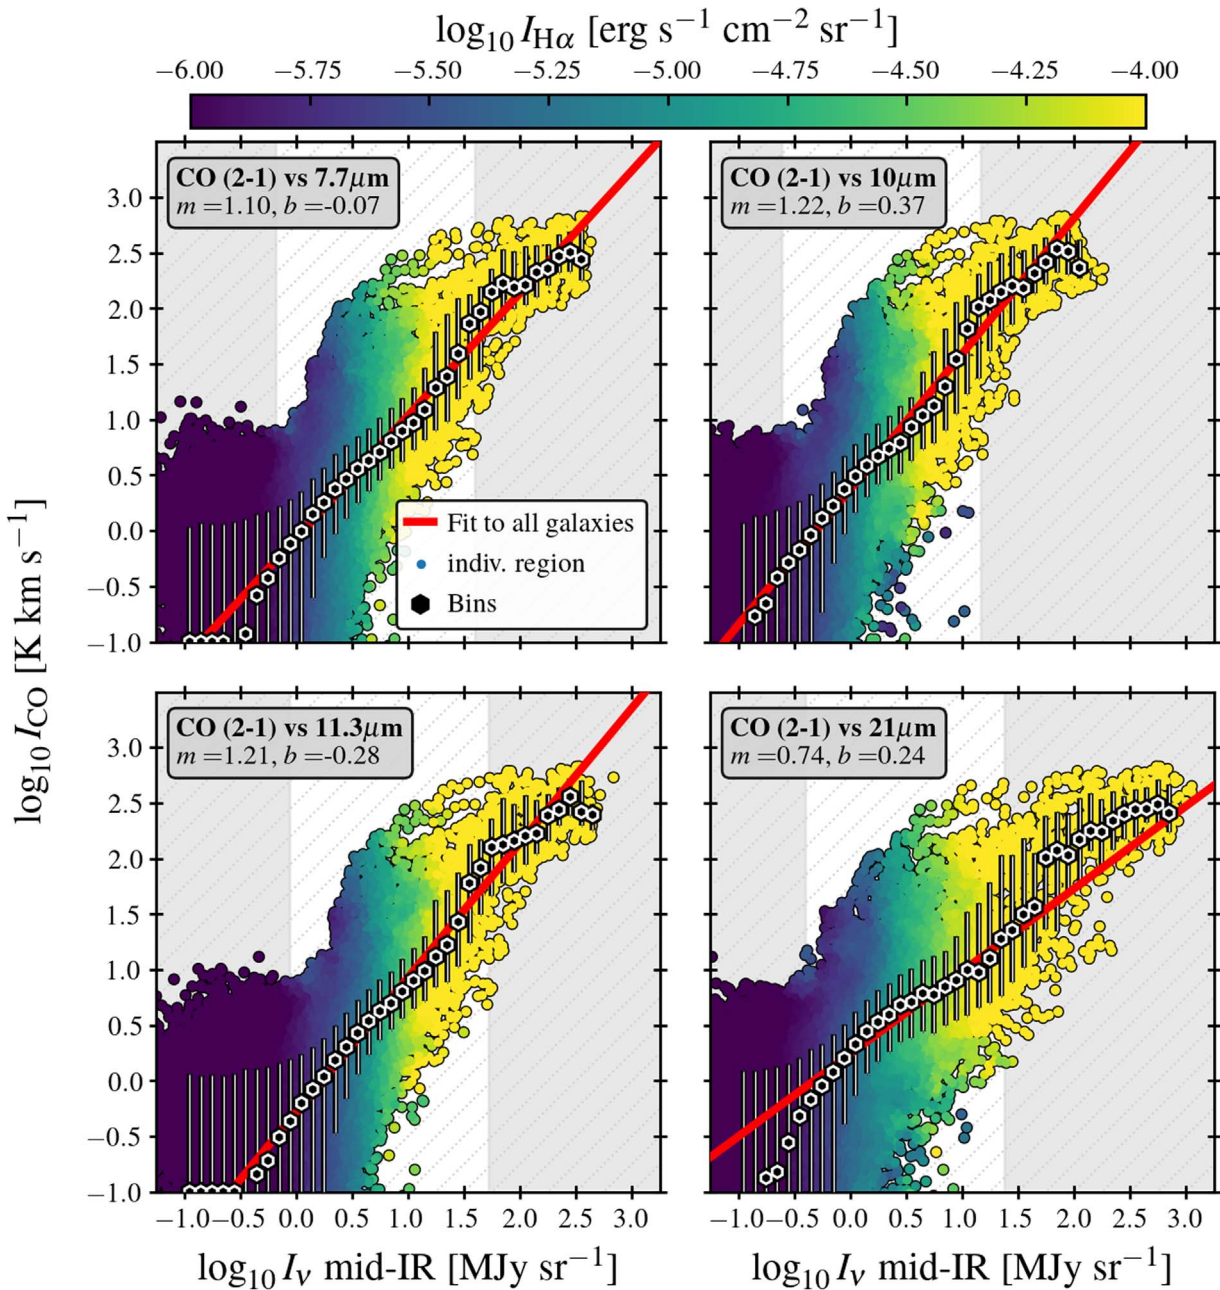 log₁₀ I_Hα [erg s⁻¹ cm⁻² sr⁻¹]
−6.00 −5.75 −5.50 −5.25 −5.00 −4.75 −4.50 −4.25 −4.00
CO (2-1) vs 7.7μm
m =1.10, b =-0.07
3.0
2.5
2.0
1.5
1.0
0.5
0.0
−0.5
−1.0
Fit to all galaxies
indiv. region
Bins
CO (2-1) vs 10μm
m =1.22, b =0.37
log₁₀ I_CO [K km s⁻¹]
CO (2-1) vs 11.3μm
m =1.21, b =-0.28
3.0
2.5
2.0
1.5
1.0
0.5
0.0
−0.5
−1.0
−1.0 −0.5 0.0 0.5 1.0 1.5 2.0 2.5 3.0
log₁₀ I_ν mid-IR [MJy sr⁻¹]
CO (2-1) vs 21μm
m =0.74, b =0.24
−1.0 −0.5 0.0 0.5 1.0 1.5 2.0 2.5 3.0
log₁₀ I_ν mid-IR [MJy sr⁻¹]